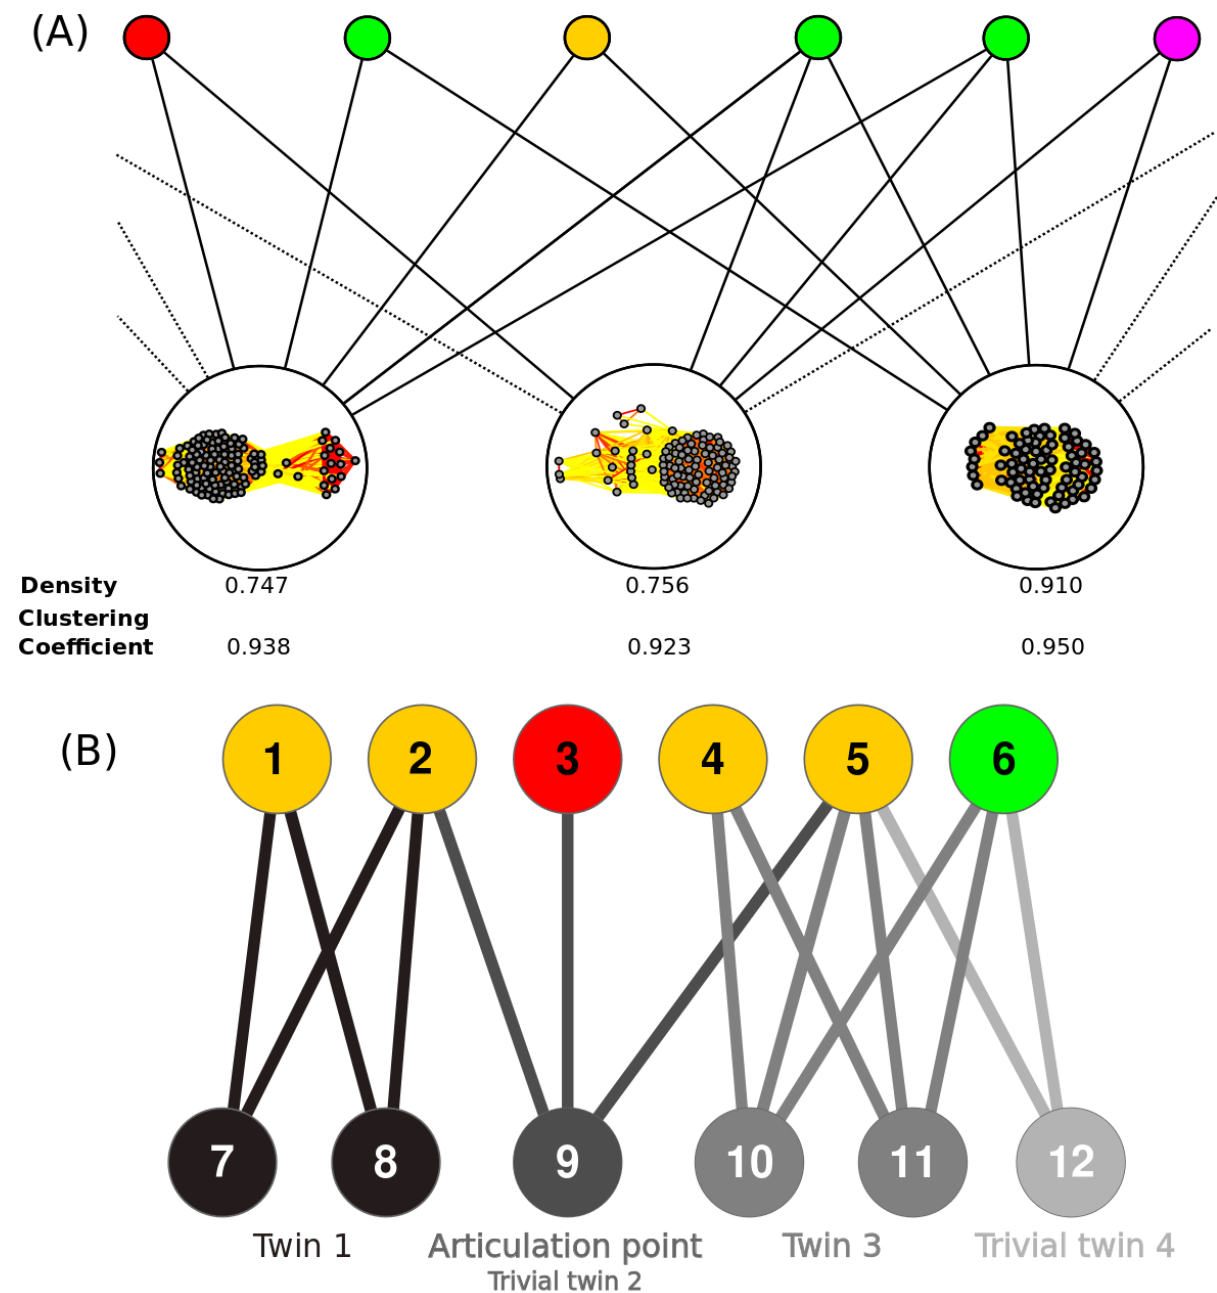 (A)
Density 0.747 0.756 0.910
Clustering
Coefficient 0.938 0.923 0.950
(B)
1 2 3 4 5 6
7 8 9 10 11 12
Twin 1 Articulation point Twin 3 Trivial twin 4
Trivial twin 2